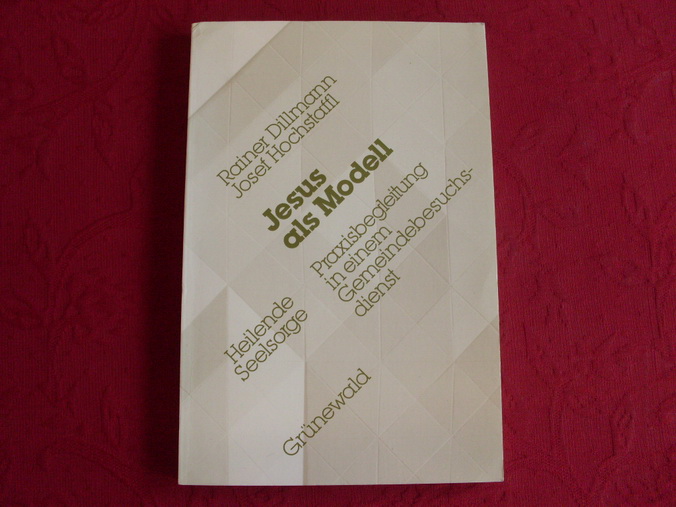 Rainer Dillmann
Josef Hochstaffl
Jesus
als Modell
Praxisbegleitung
in einem
Gemeindebesuchs-
dienst
Heilende
Seelsorge
Grünewald